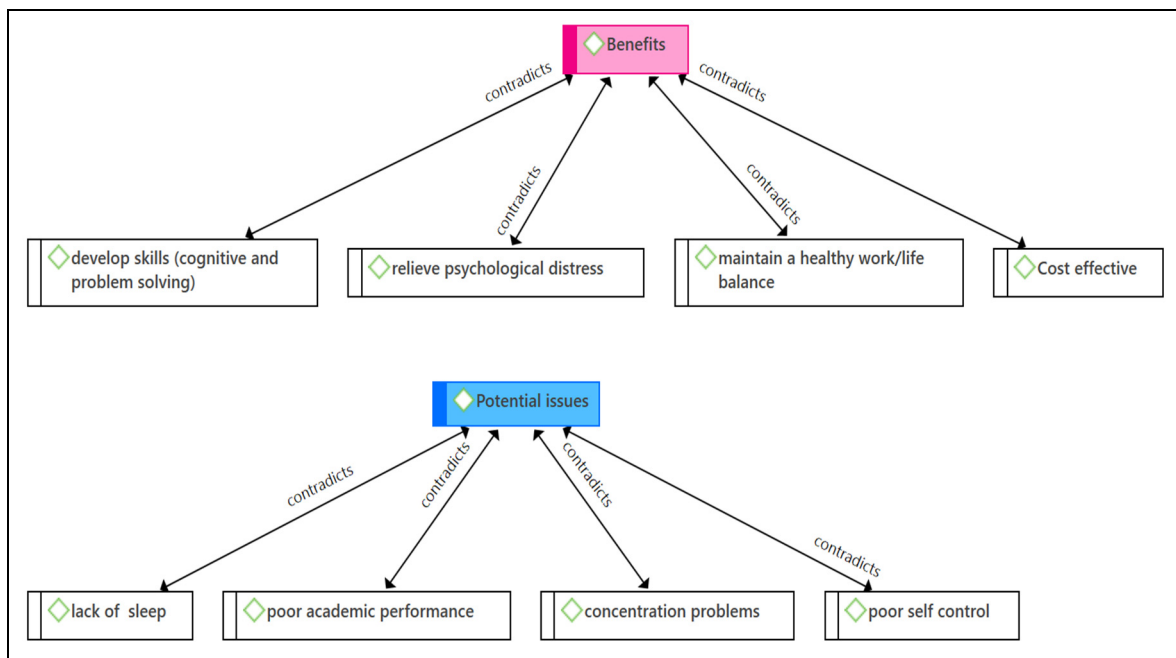 Benefits
contradicts
contradicts
contradicts
contradicts
develop skills (cognitive and
problem solving)
relieve psychological distress
maintain a healthy work/life
balance
Cost effective
Potential issues
contradicts
contradicts
contradicts
contradicts
lack of sleep
poor academic performance
concentration problems
poor self control